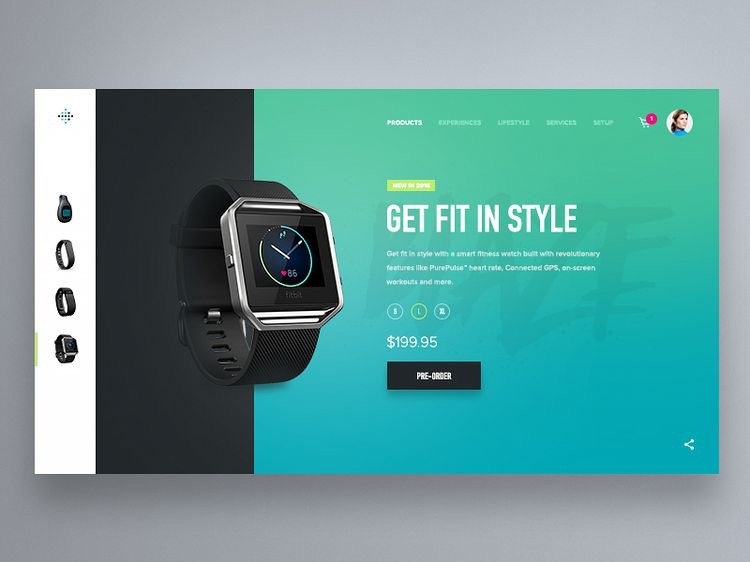 PRODUCTS EXPERIENCES LIFESTYLE SERVICES SETUP 1
NEW IN 2016
GET FIT IN STYLE
Get fit in style with a smart fitness watch built with revolutionary
features like PurePulse™ heart rate, Connected GPS, on-screen
workouts and more.
S L XL
$199.95
PRE-ORDER
86
fitbit